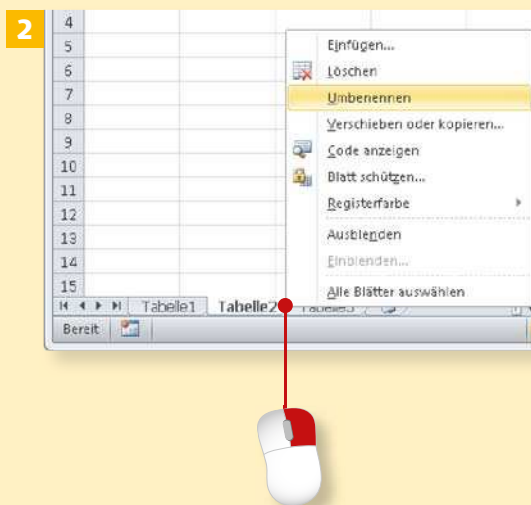 2
4
5
6
7
8
9
10
11
12
13
14
15
Einfügen...
Löschen
Umbenennen
Verschieben oder kopieren...
Code anzeigen
Blatt schützen...
Registerfarbe
Ausblenden
Einblenden...
Alle Blätter auswählen
Tabelle1 Tabelle2 Tabelle3
Bereit